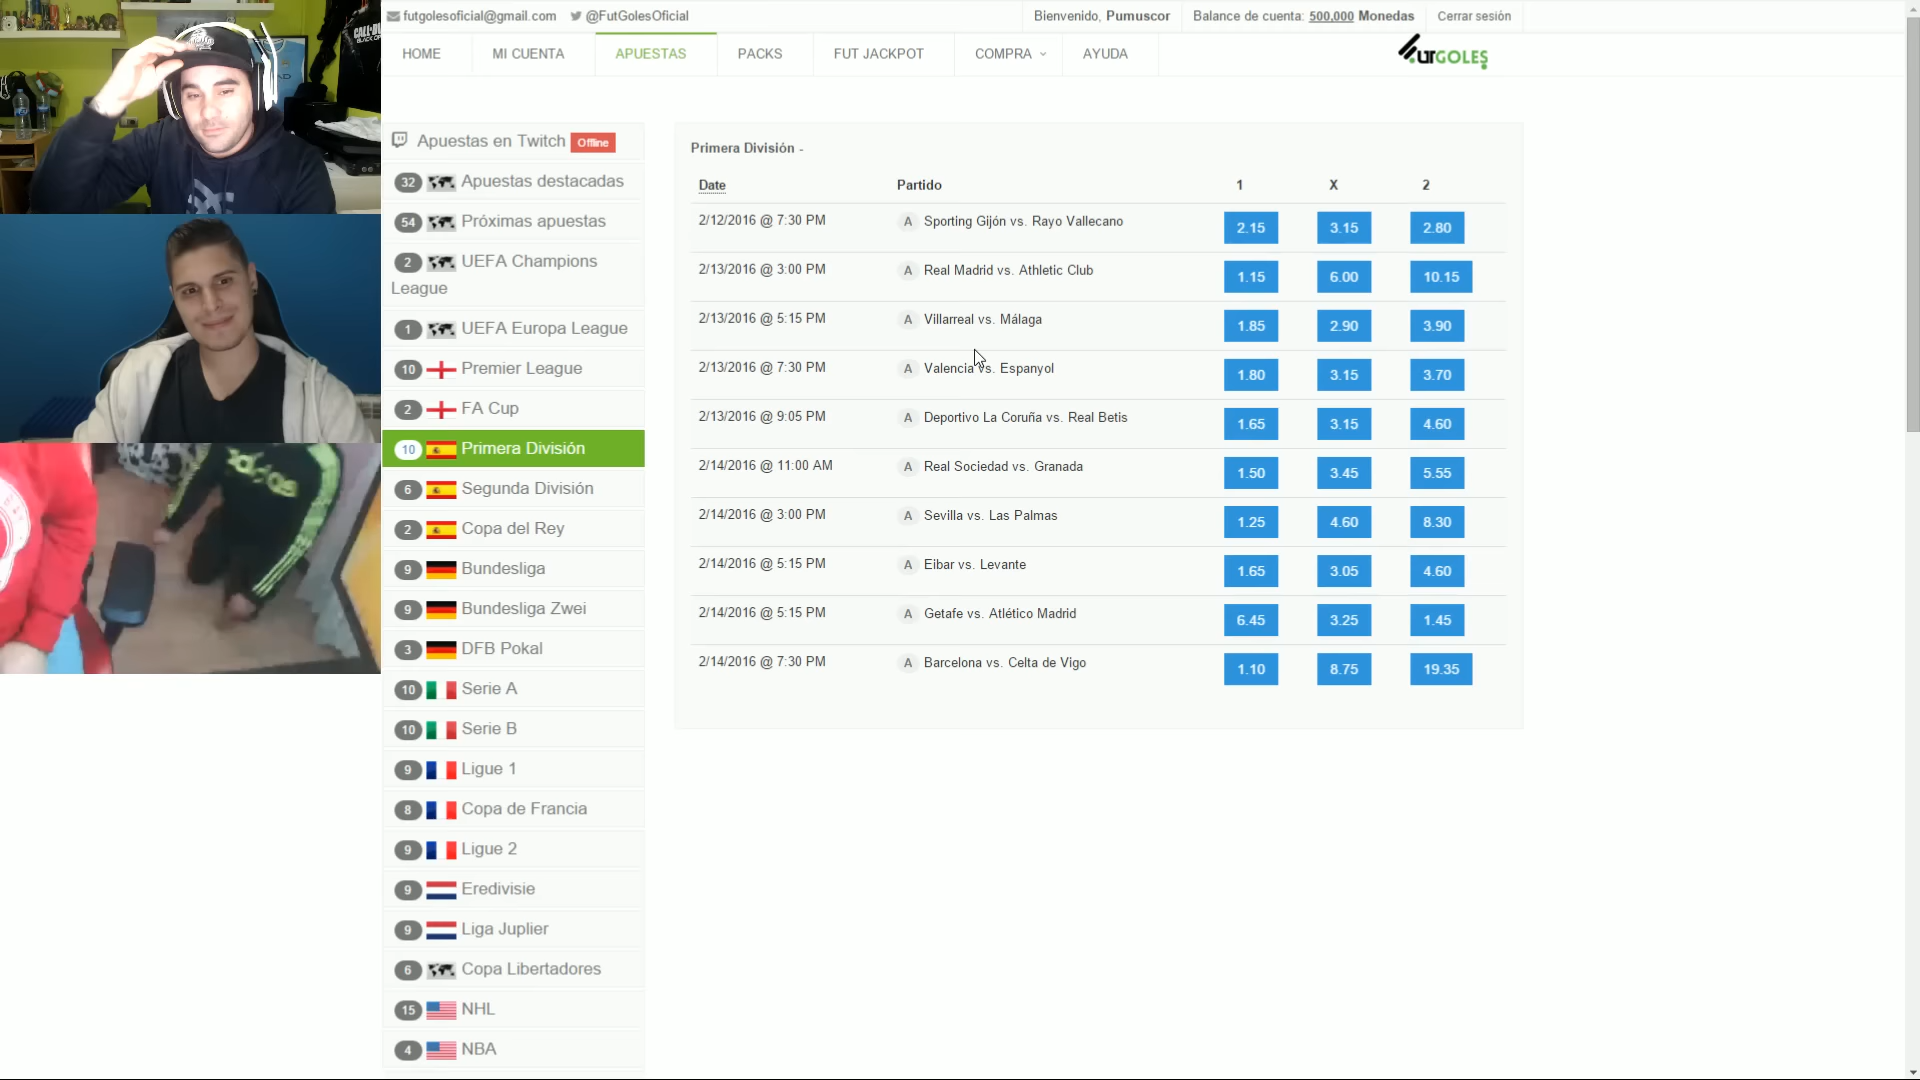 futgolesoficial@gmail.com @FutGolesOficial Bienvenido, Pumuscor Balance de cuenta: 500,000 Monedas Cerrar sesión
HOME MI CUENTA APUESTAS PACKS FUT JACKPOT COMPRA AYUDA
FUTGOLES
CALL OF
Apuestas en Twitch Offline
32 Apuestas destacadas
54 Próximas apuestas
2 UEFA Champions
League
1 UEFA Europa League
10 Premier League
2 FA Cup
10 Primera División
6 Segunda División
2 Copa del Rey
9 Bundesliga
9 Bundesliga Zwei
3 DFB Pokal
10 Serie A
10 Serie B
9 Ligue 1
8 Copa de Francia
9 Ligue 2
9 Eredivisie
9 Liga Juplier
6 Copa Libertadores
15 NHL
4 NBA
Primera División -
Date Partido 1 X 2
2/12/2016 @ 7:30 PM A Sporting Gijón vs. Rayo Vallecano 2.15 3.15 2.80
2/13/2016 @ 3:00 PM A Real Madrid vs. Athletic Club 1.15 6.00 10.15
2/13/2016 @ 5:15 PM A Villarreal vs. Málaga 1.85 2.90 3.90
2/13/2016 @ 7:30 PM A Valencia vs. Espanyol 1.80 3.15 3.70
2/13/2016 @ 9:05 PM A Deportivo La Coruña vs. Real Betis 1.65 3.15 4.60
2/14/2016 @ 11:00 AM A Real Sociedad vs. Granada 1.50 3.45 5.55
2/14/2016 @ 3:00 PM A Sevilla vs. Las Palmas 1.25 4.60 8.30
2/14/2016 @ 5:15 PM A Eibar vs. Levante 1.65 3.05 4.60
2/14/2016 @ 5:15 PM A Getafe vs. Atlético Madrid 6.45 3.25 1.45
2/14/2016 @ 7:30 PM A Barcelona vs. Celta de Vigo 1.10 8.75 19.35